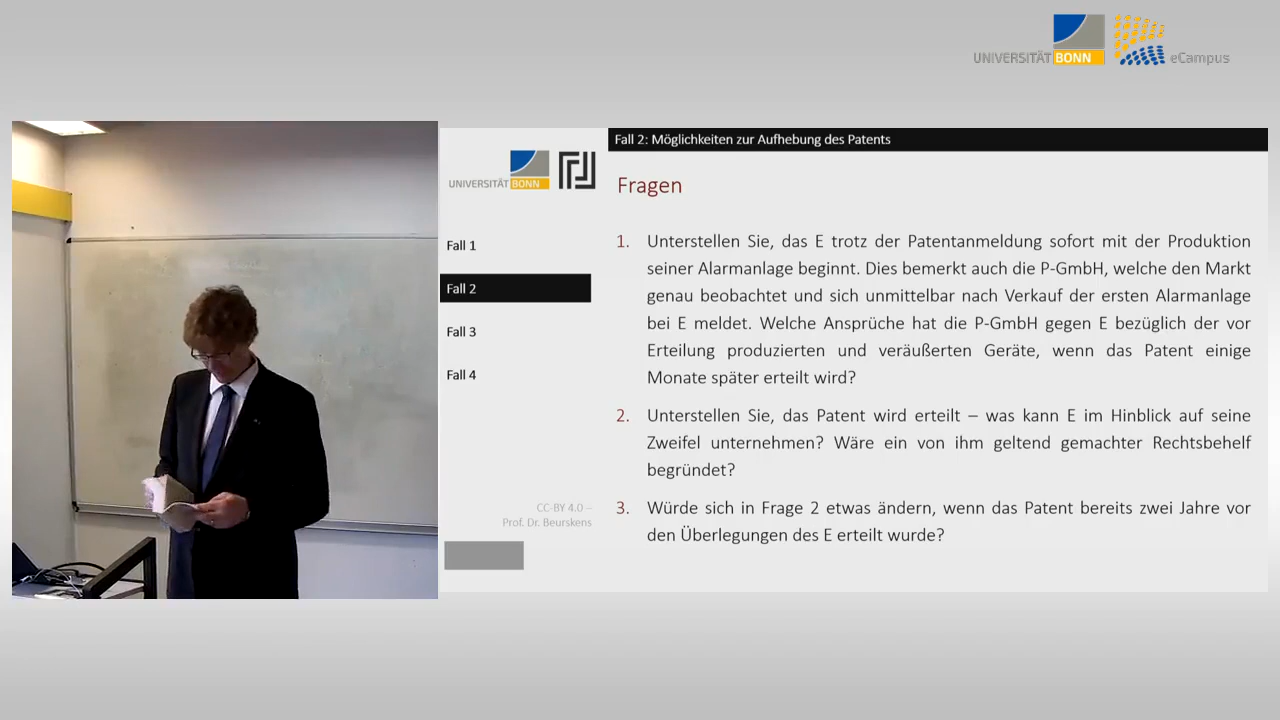 UNIVERSITÄT BONN
eCampus
Fall 2: Möglichkeiten zur Aufhebung des Patents
UNIVERSITÄT BONN
Fragen
Fall 1
Fall 2
Fall 3
Fall 4
1. Unterstellen Sie, das E trotz der Patentanmeldung sofort mit der Produktion
seiner Alarmanlage beginnt. Dies bemerkt auch die P-GmbH, welche den Markt
genau beobachtet und sich unmittelbar nach Verkauf der ersten Alarmanlage
bei E meldet. Welche Ansprüche hat die P-GmbH gegen E bezüglich der vor
Erteilung produzierten und veräußerten Geräte, wenn das Patent einige
Monate später erteilt wird?
2. Unterstellen Sie, das Patent wird erteilt – was kann E im Hinblick auf seine
Zweifel unternehmen? Wäre ein von ihm geltend gemachter Rechtsbehelf
begründet?
3. Würde sich in Frage 2 etwas ändern, wenn das Patent bereits zwei Jahre vor
den Überlegungen des E erteilt wurde?
CC-BY 4.0 –
Prof. Dr. Beurskens